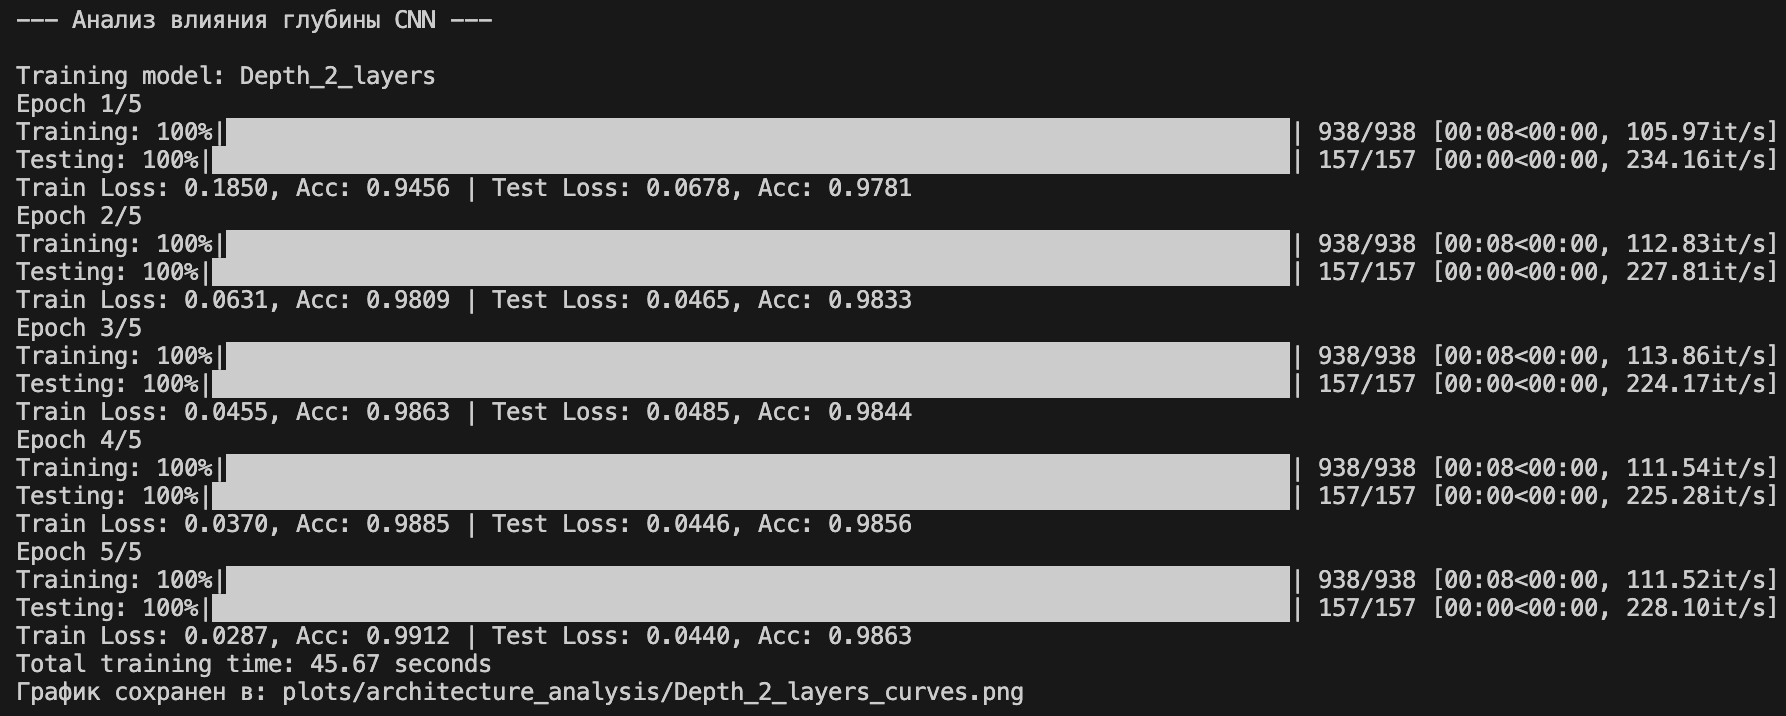 --- Анализ влияния глубины CNN ---
Training model: Depth_2_layers
Epoch 1/5
Training: 100%|| 938/938 [00:08<00:00, 105.97it/s]
Testing: 100%|| 157/157 [00:00<00:00, 234.16it/s]
Train Loss: 0.1850, Acc: 0.9456 | Test Loss: 0.0678, Acc: 0.9781
Epoch 2/5
Training: 100%|| 938/938 [00:08<00:00, 112.83it/s]
Testing: 100%|| 157/157 [00:00<00:00, 227.81it/s]
Train Loss: 0.0631, Acc: 0.9809 | Test Loss: 0.0465, Acc: 0.9833
Epoch 3/5
Training: 100%|| 938/938 [00:08<00:00, 113.86it/s]
Testing: 100%|| 157/157 [00:00<00:00, 224.17it/s]
Train Loss: 0.0455, Acc: 0.9863 | Test Loss: 0.0485, Acc: 0.9844
Epoch 4/5
Training: 100%|| 938/938 [00:08<00:00, 111.54it/s]
Testing: 100%|| 157/157 [00:00<00:00, 225.28it/s]
Train Loss: 0.0370, Acc: 0.9885 | Test Loss: 0.0446, Acc: 0.9856
Epoch 5/5
Training: 100%|| 938/938 [00:08<00:00, 111.52it/s]
Testing: 100%|| 157/157 [00:00<00:00, 228.10it/s]
Train Loss: 0.0287, Acc: 0.9912 | Test Loss: 0.0440, Acc: 0.9863
Total training time: 45.67 seconds
График сохранен в: plots/architecture_analysis/Depth_2_layers_curves.png